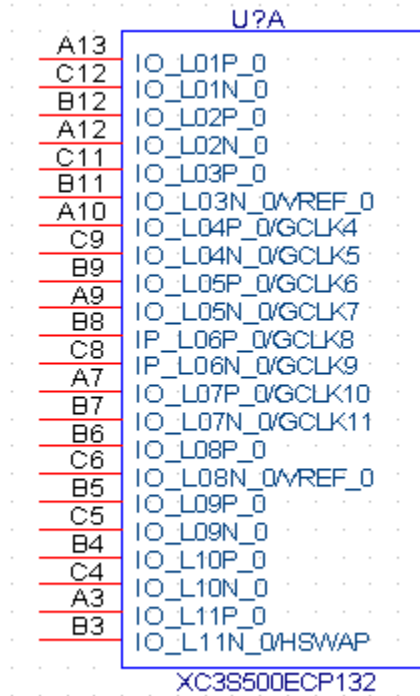 U?A
A13 IO_L01P_0
C12 IO_L01N_0
B12 IO_L02P_0
A12 IO_L02N_0
C11 IO_L03P_0
B11 IO_L03N_0/VREF_0
A10 IO_L04P_0/GCLK4
C9 IO_L04N_0/GCLK5
B9 IO_L05P_0/GCLK6
A9 IO_L05N_0/GCLK7
B8 IP_L06P_0/GCLK8
C8 IP_L06N_0/GCLK9
A7 IO_L07P_0/GCLK10
B7 IO_L07N_0/GCLK11
B6 IO_L08P_0
C6 IO_L08N_0/VREF_0
B5 IO_L09P_0
C5 IO_L09N_0
B4 IO_L10P_0
C4 IO_L10N_0
A3 IO_L11P_0
B3 IO_L11N_0/HSWAP
XC3S500ECP132